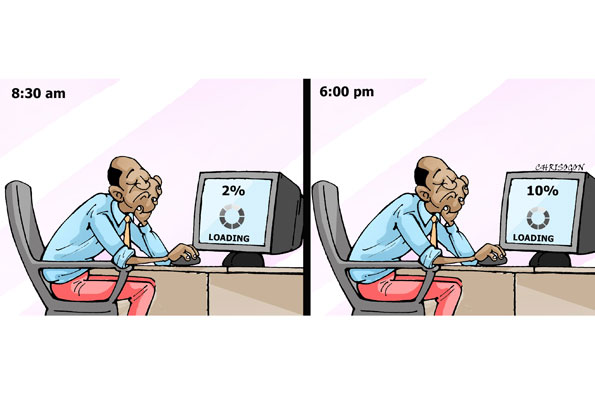 8:30 am
2%
LOADING
6:00 pm
CHRISOGON
10%
LOADING